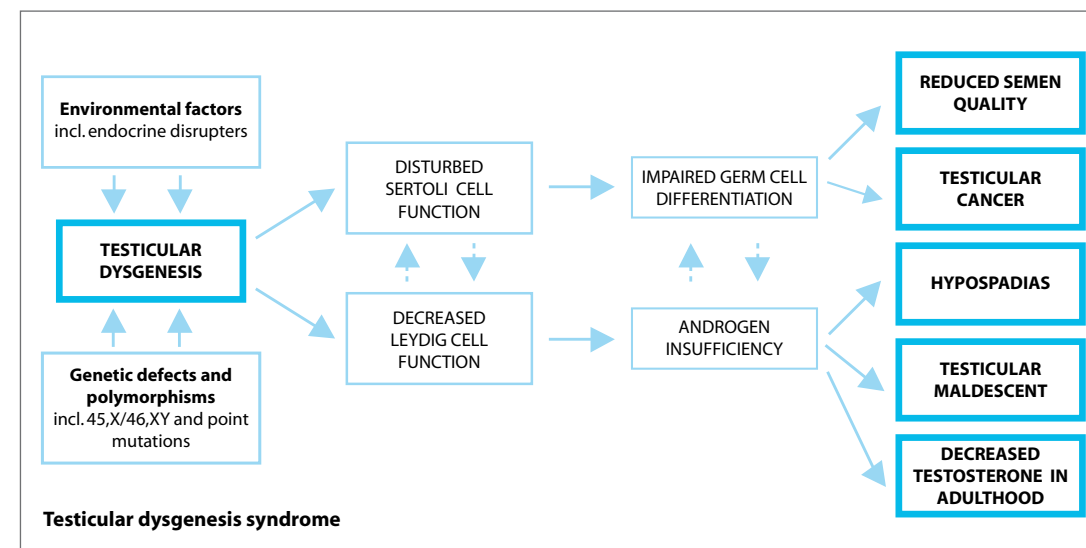 Environmental factors
incl. endocrine disrupters
TESTICULAR
DYSGENESIS
Genetic defects and
polymorphisms
incl. 45,X/46,XY and point
mutations
DISTURBED
SERTOLI CELL
FUNCTION
DECREASED
LEYDIG CELL
FUNCTION
IMPAIRED GERM CELL
DIFFERENTIATION
ANDROGEN
INSUFFICIENCY
REDUCED SEMEN
QUALITY
TESTICULAR
CANCER
HYPOSPADIAS
TESTICULAR
MALDESCENT
DECREASED
TESTOSTERONE IN
ADULTHOOD
Testicular dysgenesis syndrome